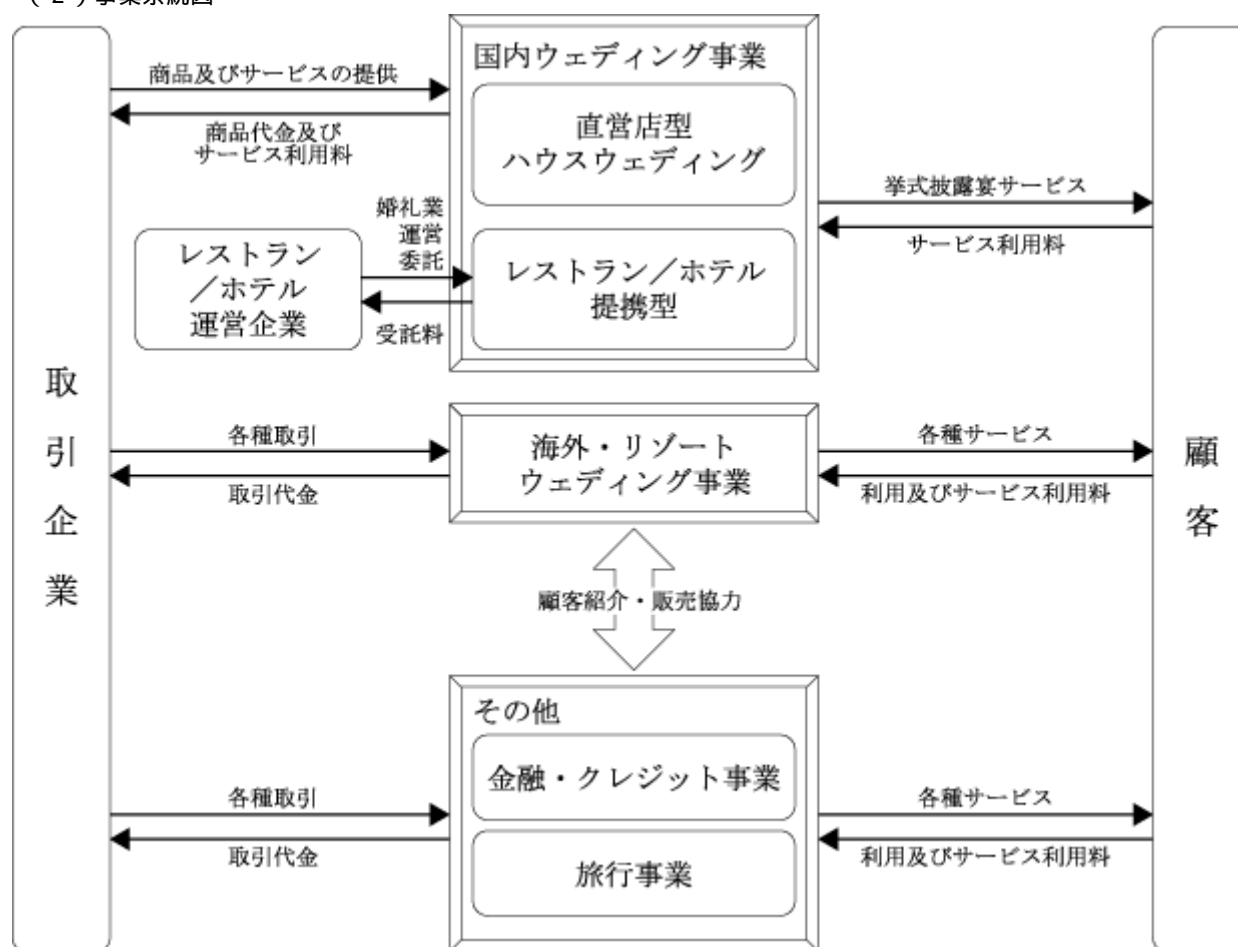 （2）事業系統図
取引企業
商品及びサービスの提供
商品代金及び
サービス利用料
国内ウェディング事業
直営店型
ハウスウェディング
挙式披露宴サービス
サービス利用料
婚礼業
運営
委託
レストラン
／ホテル
運営企業
受託料
レストラン／ホテル
提携型
各種取引
取引代金
海外・リゾート
ウェディング事業
各種サービス
利用及びサービス利用料
顧客
顧客紹介・販売協力
その他
金融・クレジット事業
旅行事業
各種取引
取引代金
各種サービス
利用及びサービス利用料